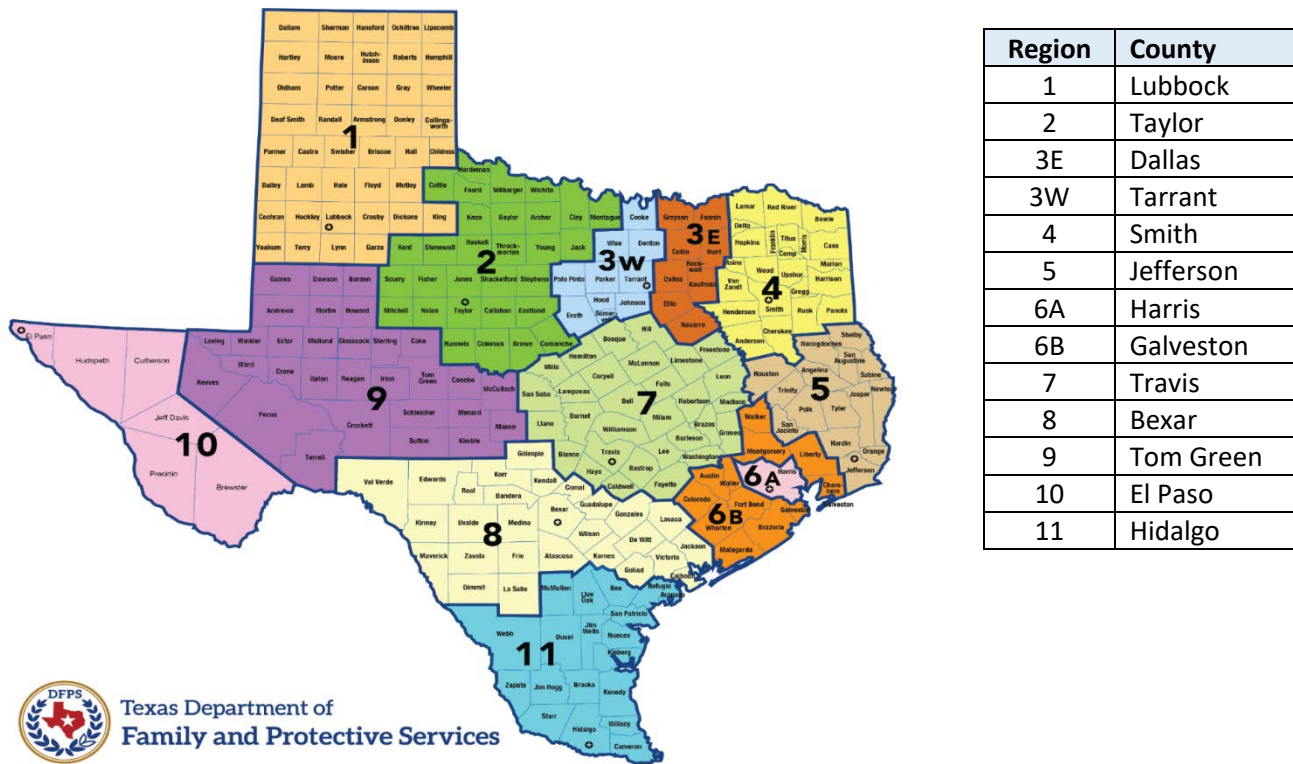 Dallam Sherman Hansford Ochiltree Lipscomb
Hartley Moore Hutch-inson Roberts Hemphill
Oldham Potter Carson Gray Wheeler
Deaf Smith Randall Armstrong Donley Collings-worth
1
Parmer Castro Swisher Briscoe Hall Childress
Bailey Lamb Hale Floyd Motley
Cochran Hockley Lubbock Crosby Dickens King
Yoakum Terry Lynn Garza
Hardeman
Cottle Foard Wilbarger Wichita
Knox Baylor Archer Clay Montague
Kent Stonewall Haskell Throck-morton Young Jack
2
Scurry Fisher Jones Shackelford Stephens
Mitchell Nolan Taylor Callahan Eastland
Runnels Coleman Brown Comanche
Cooke
Wise Denton
3W
Palo Pinto Parker Tarrant
Hood Johnson
Erath Somer-vell
Grayson Fannin
3E
Collin Hunt
Dallas Rock-wall
Kaufman
Ellis
Navarro
Lamar Red River Bowie
Delta
Hopkins Franklin Titus Morris Cass
Camp
Rains Wood Upshur Marion
Van Zandt Gregg Harrison
4
Henderson Smith Rusk Panola
Anderson Cherokee
Gaines Dawson Borden
Andrews Martin Howard
Loving Winkler Ector Midland Glasscock Sterling Coke
Reeves Ward Crane Upton Reagan Irion Tom Green Concho McCulloch
9
Pecos Crockett Schleicher Menard Mason
Terrell Sutton Kimble
El Paso
Hudspeth Culberson
Jeff Davis
10
Presidio Brewster
Hill
Bosque Freestone
Hamilton McLennan Limestone
Mills Coryell Falls Leon
San Saba Lampasas Bell Robertson Madison
7
Llano Burnet Milam Brazos Grimes
Williamson Burleson
Blanco Travis Lee Washington
Hays Bastrop
Caldwell Fayette
Shelby
Nacogdoches
Houston Angelina San Augustine
Sabine
Trinity Newton
5
Jasper
Polk Tyler
San Jacinto
Hardin
Orange
Jefferson
Walker
Montgomery Liberty
Cham-bers
Galveston
6A
Harris
Austin Waller
Colorado Fort Bend Galveston
6B
Wharton Brazoria
Matagorda
Gillespie
Val Verde Edwards Kerr Kendall
Real Bandera Comal
Bexar Guadalupe Gonzales
Kinney Uvalde Medina Lavaca
8
Wilson De Witt
Maverick Zavala Frio Atascosa Karnes Victoria Jackson
Goliad Calhoun
Dimmit La Salle
McMullen Live Oak Bee Refugio
Aransas
San Patricio
Webb Duval Jim Wells Nueces
11
Kleberg
Zapata Jim Hogg Brooks Kenedy
Starr Hidalgo Willacy
Cameron
Region County
1 Lubbock
2 Taylor
3E Dallas
3W Tarrant
4 Smith
5 Jefferson
6A Harris
6B Galveston
7 Travis
8 Bexar
9 Tom Green
10 El Paso
11 Hidalgo
DFPS
Texas Department of
Family and Protective Services